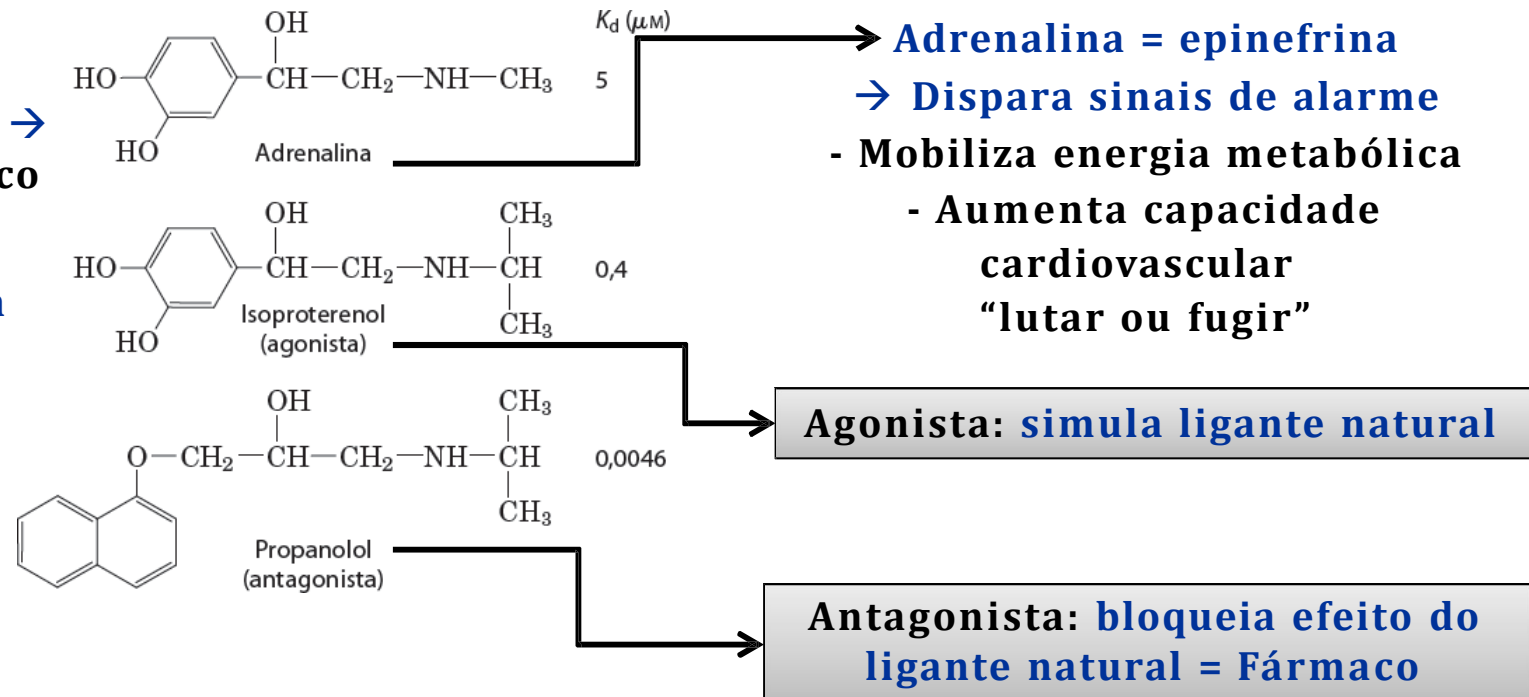 →
co
OH
HO
CH—CH₂—NH—CH₃
HO
Adrenalina
K_d (μM)
5
OH
CH₃
HO
CH—CH₂—NH—CH
HO
CH₃
Isoproterenol
(agonista)
0,4
OH
CH₃
O—CH₂—CH—CH₂—NH—CH
CH₃
Propanolol
(antagonista)
0,0046
Adrenalina = epinefrina
→ Dispara sinais de alarme
- Mobiliza energia metabólica
- Aumenta capacidade
cardiovascular
“lutar ou fugir”
Agonista: simula ligante natural
Antagonista: bloqueia efeito do
ligante natural = Fármaco